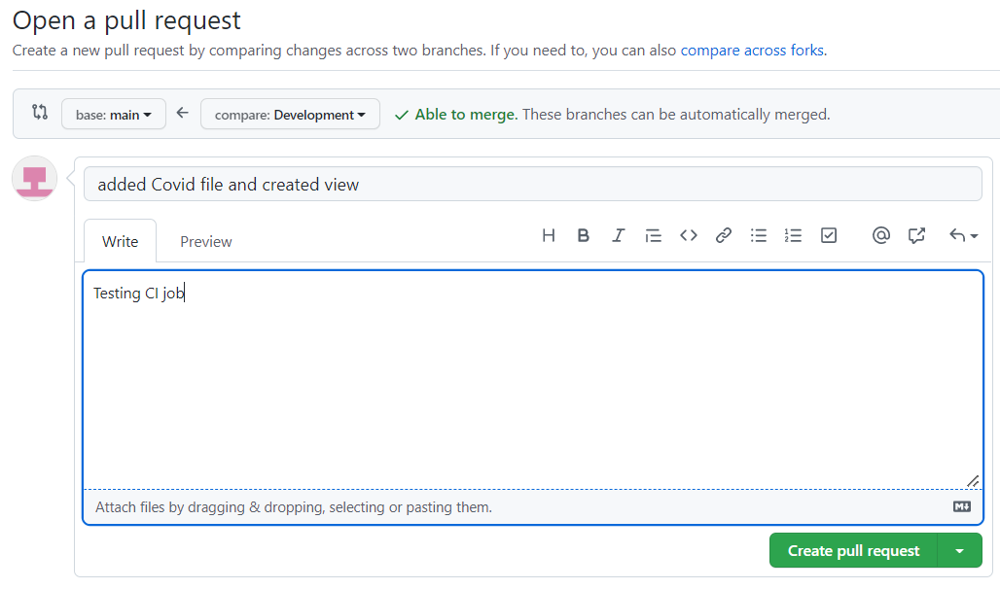 Open a pull request
Create a new pull request by comparing changes across two branches. If you need to, you can also compare across forks.
base: main compare: Development Able to merge. These branches can be automatically merged.
added Covid file and created view
Write Preview
Testing CI job
Attach files by dragging & dropping, selecting or pasting them.
Create pull request